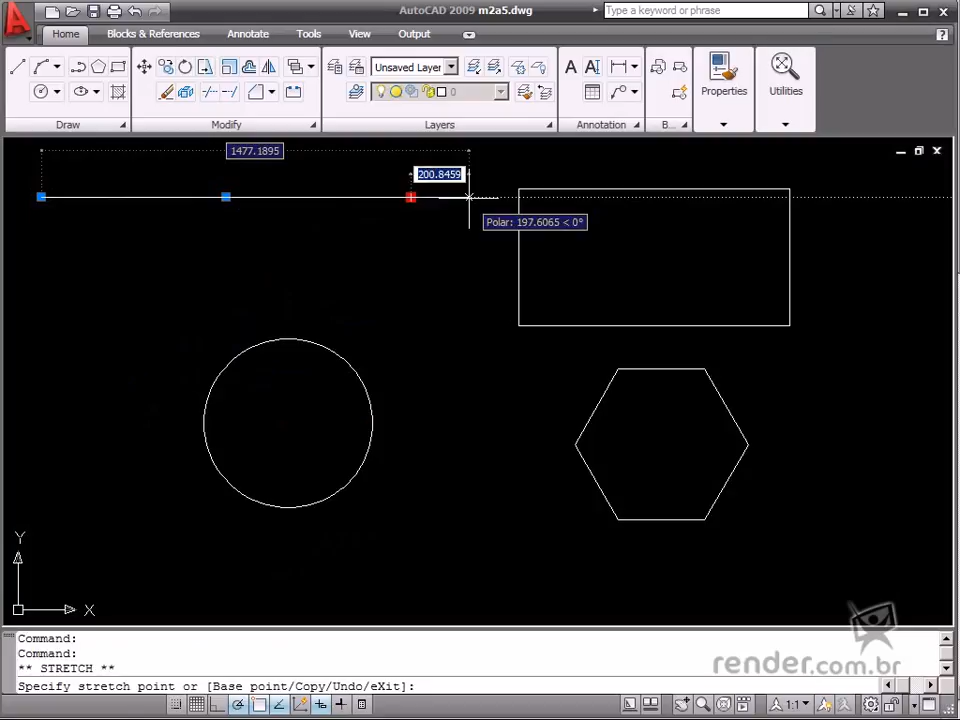 AutoCAD 2009 m2a5.dwg
Type a keyword or phrase
Home
Blocks & References
Annotate
Tools
View
Output
Unsaved Layer
0
Properties
Utilities
Draw
Modify
Layers
Annotation
B...
1477.1895
200.8459
Polar: 197.6065 < 0°
Y
X
Command:
Command:
** STRETCH **
Specify stretch point or [Base point/Copy/Undo/eXit]:
render.com.br
1:1